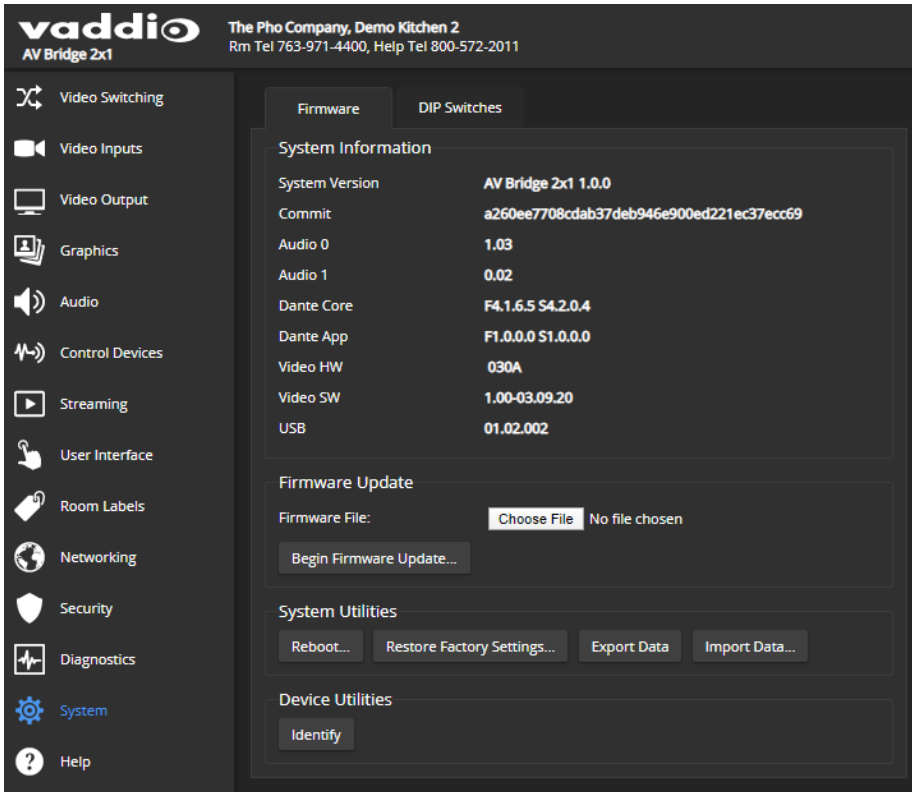 vaddio
AV Bridge 2x1
The Pho Company, Demo Kitchen 2
Rm Tel 763-971-4400, Help Tel 800-572-2011
Video Switching
Video Inputs
Video Output
Graphics
Audio
Control Devices
Streaming
User Interface
Room Labels
Networking
Security
Diagnostics
System
? Help
Firmware DIP Switches
System Information
System Version AV Bridge 2x1 1.0.0
Commit a260ee7708cdab37deb946e900ed221ec37ecc69
Audio 0 1.03
Audio 1 0.02
Dante Core F4.1.6.5 S4.2.0.4
Dante App F1.0.0.0 S1.0.0.0
Video HW 030A
Video SW 1.00-03.09.20
USB 01.02.002
Firmware Update
Firmware File: Choose File No file chosen
Begin Firmware Update...
System Utilities
Reboot... Restore Factory Settings... Export Data Import Data...
Device Utilities
Identify